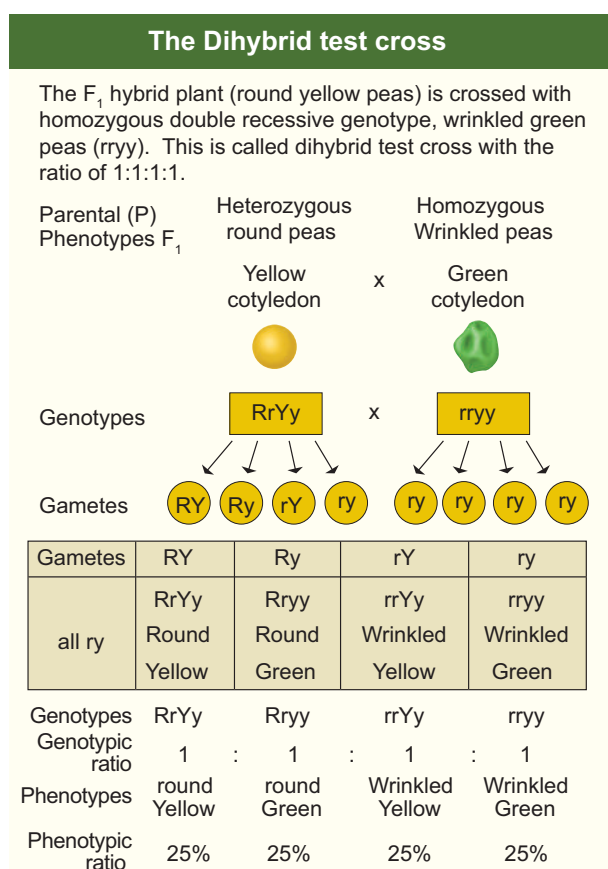 The Dihybrid test cross
The F1 hybrid plant (round yellow peas) is crossed with
homozygous double recessive genotype, wrinkled green
peas (rryy). This is called dihybrid test cross with the
ratio of 1:1:1:1.
Parental (P) Heterozygous Homozygous
Phenotypes F1 round peas Wrinkled peas
Yellow x Green
cotyledon cotyledon
Genotypes RrYy x rryy
Gametes RY Ry rY ry ry ry ry ry
Gametes RY Ry rY ry
RrYy Rryy rrYy rryy
all ry Round Round Wrinkled Wrinkled
Yellow Green Yellow Green
Genotypes RrYy Rryy rrYy rryy
Genotypic
ratio 1 : 1 : 1 : 1
Phenotypes round round Wrinkled Wrinkled
Yellow Green Yellow Green
Phenotypic
ratio 25% 25% 25% 25%